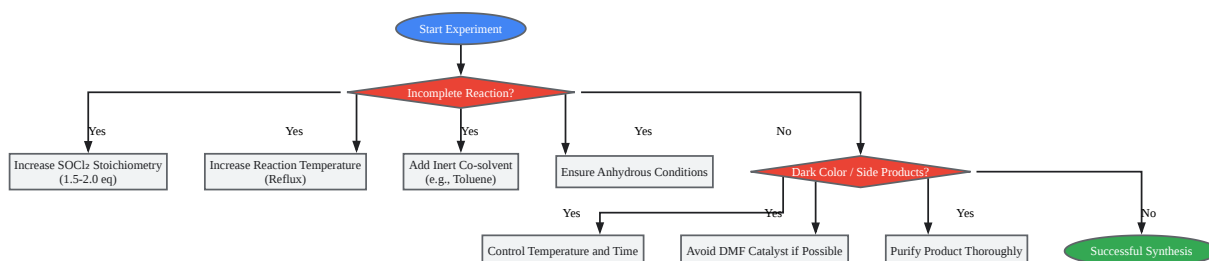 Start Experiment
Incomplete Reaction?
Yes
Yes
Yes
Yes
No
Increase SOCl₂ Stoichiometry
(1.5-2.0 eq)
Increase Reaction Temperature
(Reflux)
Add Inert Co-solvent
(e.g., Toluene)
Ensure Anhydrous Conditions
Dark Color / Side Products?
Yes
Yes
Yes
No
Control Temperature and Time
Avoid DMF Catalyst if Possible
Purify Product Thoroughly
Successful Synthesis